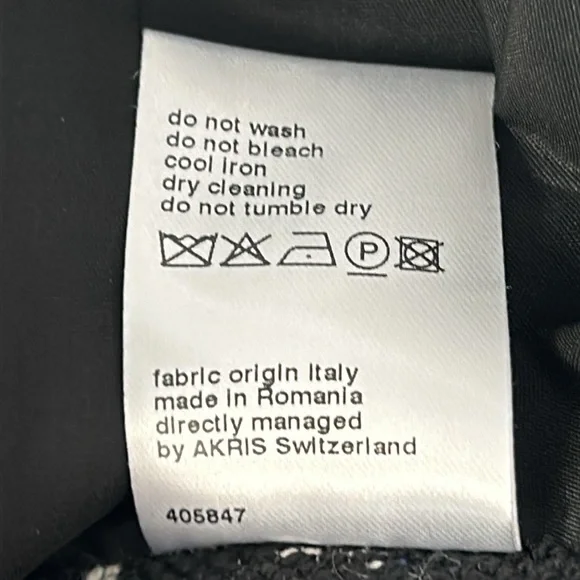 do not wash
do not bleach
cool iron
dry cleaning
do not tumble dry
P
fabric origin Italy
made in Romania
directly managed
by AKRIS Switzerland
405847